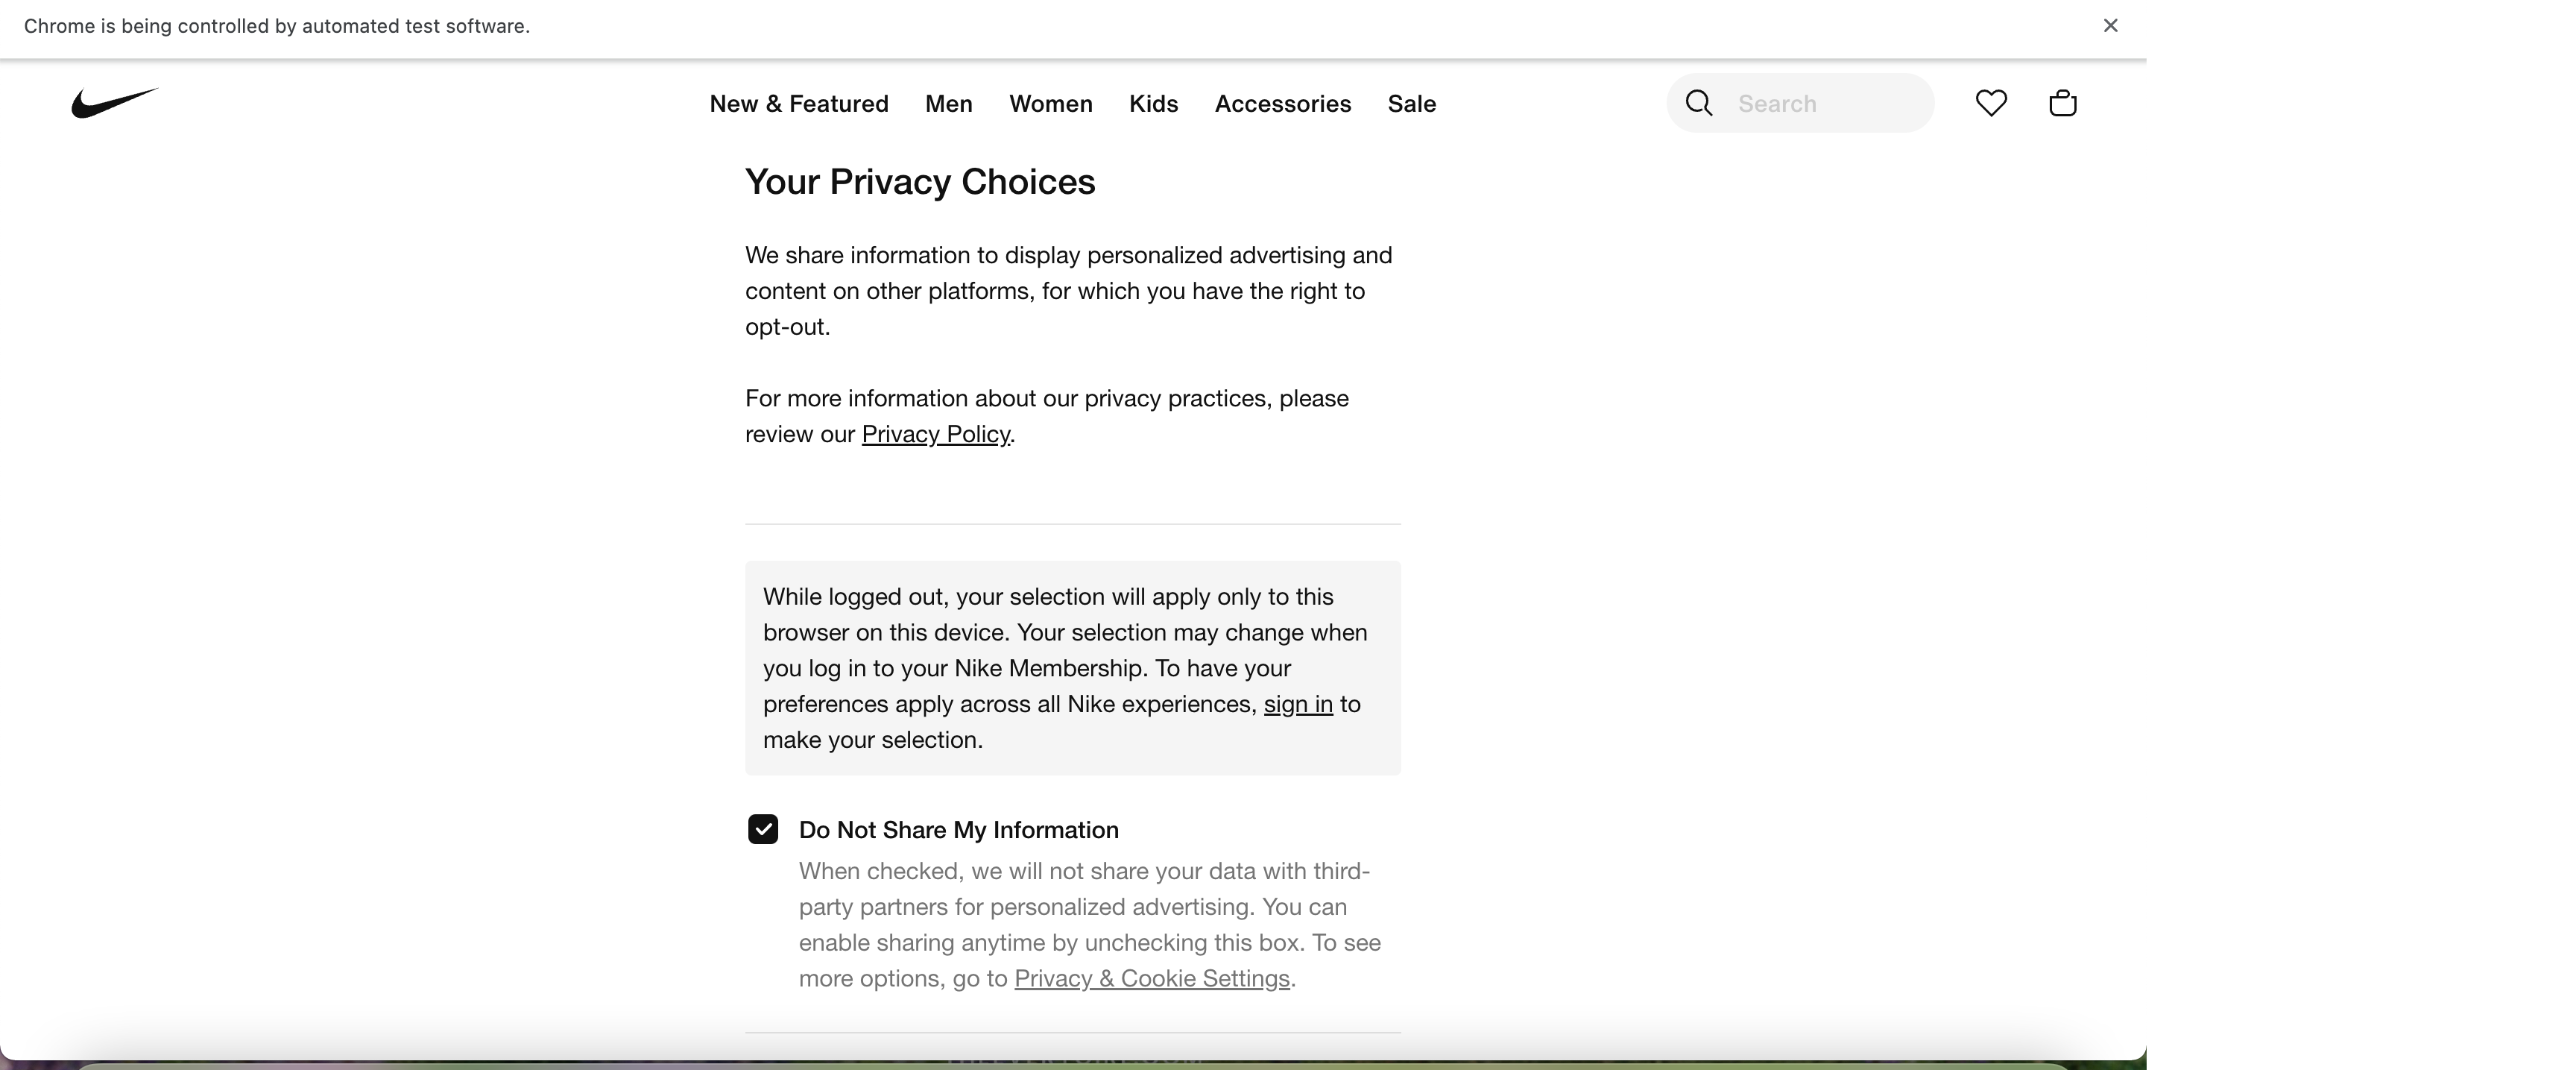 Chrome is being controlled by automated test software.
New & Featured Men Women Kids Accessories Sale Search
Your Privacy Choices
We share information to display personalized advertising and
content on other platforms, for which you have the right to
opt-out.
For more information about our privacy practices, please
review our Privacy Policy.
While logged out, your selection will apply only to this
browser on this device. Your selection may change when
you log in to your Nike Membership. To have your
preferences apply across all Nike experiences, sign in to
make your selection.
Do Not Share My Information
When checked, we will not share your data with third-
party partners for personalized advertising. You can
enable sharing anytime by unchecking this box. To see
more options, go to Privacy & Cookie Settings.